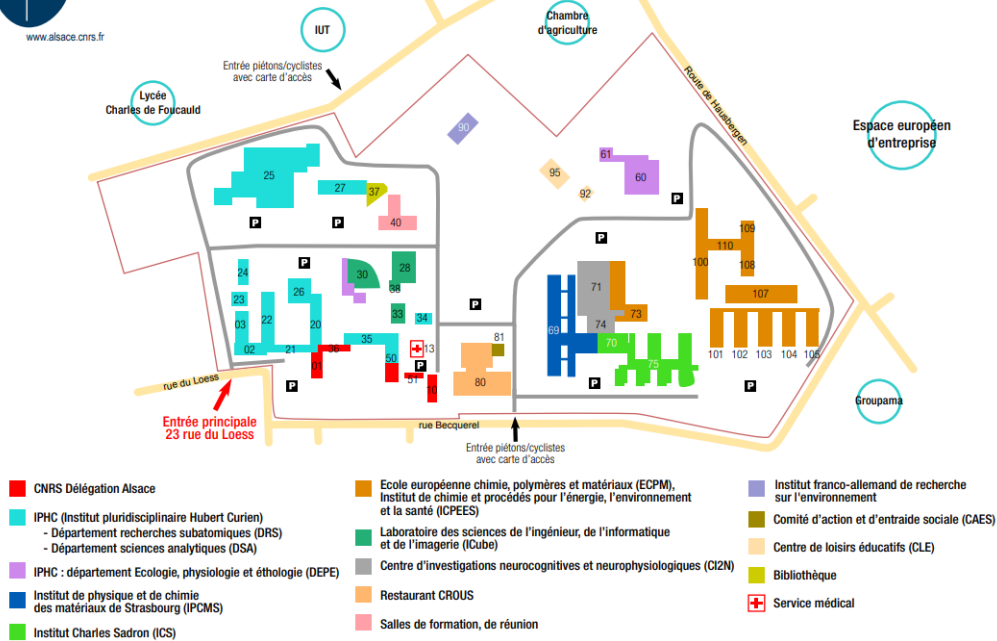 www.alsace.cnrs.fr
IUT
Chambre
d'agriculture
Entrée piétons/cyclistes
avec carte d'accès
Lycée
Charles de Foucauld
Route de Hausbergen
Espace européen
d'entreprise
90
61
60
95
92
25
27
37
40
P
P
P
P
P
P
P
P
P
P
24
23
03
02
22
21
26
20
30
28
38
33
34
35
36
01
50
51
10
13
81
80
69
71
74
73
70
75
100
110
109
108
107
101
102
103
104
105
rue du Loess
Entrée principale
23 rue du Loess
rue Becquerel
Entrée piétons/cyclistes
avec carte d'accès
Groupama
CNRS Délégation Alsace
IPHC (Institut pluridisciplinaire Hubert Curien)
- Département recherches subatomiques (DRS)
- Département sciences analytiques (DSA)
IPHC : département Ecologie, physiologie et éthologie (DEPE)
Institut de physique et de chimie
des matériaux de Strasbourg (IPCMS)
Institut Charles Sadron (ICS)
Ecole européenne chimie, polymères et matériaux (ECPM),
Institut de chimie et procédés pour l'énergie, l'environnement
et la santé (ICPEES)
Laboratoire des sciences de l'ingénieur, de l'informatique
et de l'imagerie (ICube)
Centre d'investigations neurocognitives et neurophysiologiques (CI2N)
Restaurant CROUS
Salles de formation, de réunion
Institut franco-allemand de recherche
sur l'environnement
Comité d'action et d'entraide sociale (CAES)
Centre de loisirs éducatifs (CLE)
Bibliothèque
Service médical